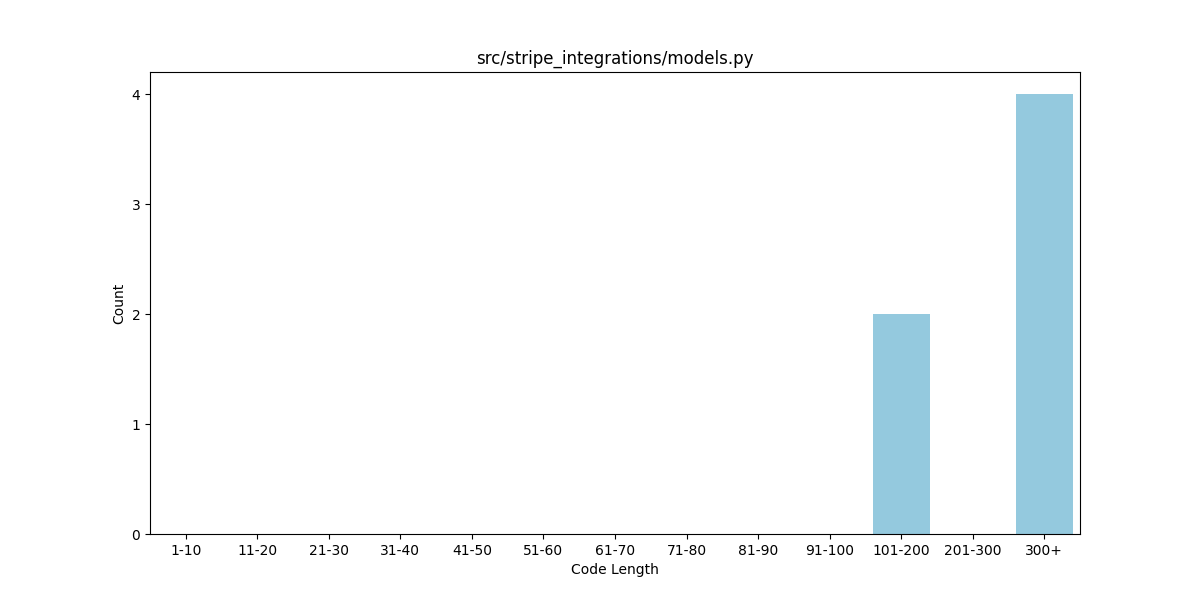 src/stripe_integrations/models.py
4
3
2
1
0
Count
1-10 11-20 21-30 31-40 41-50 51-60 61-70 71-80 81-90 91-100 101-200 201-300 300+
Code Length